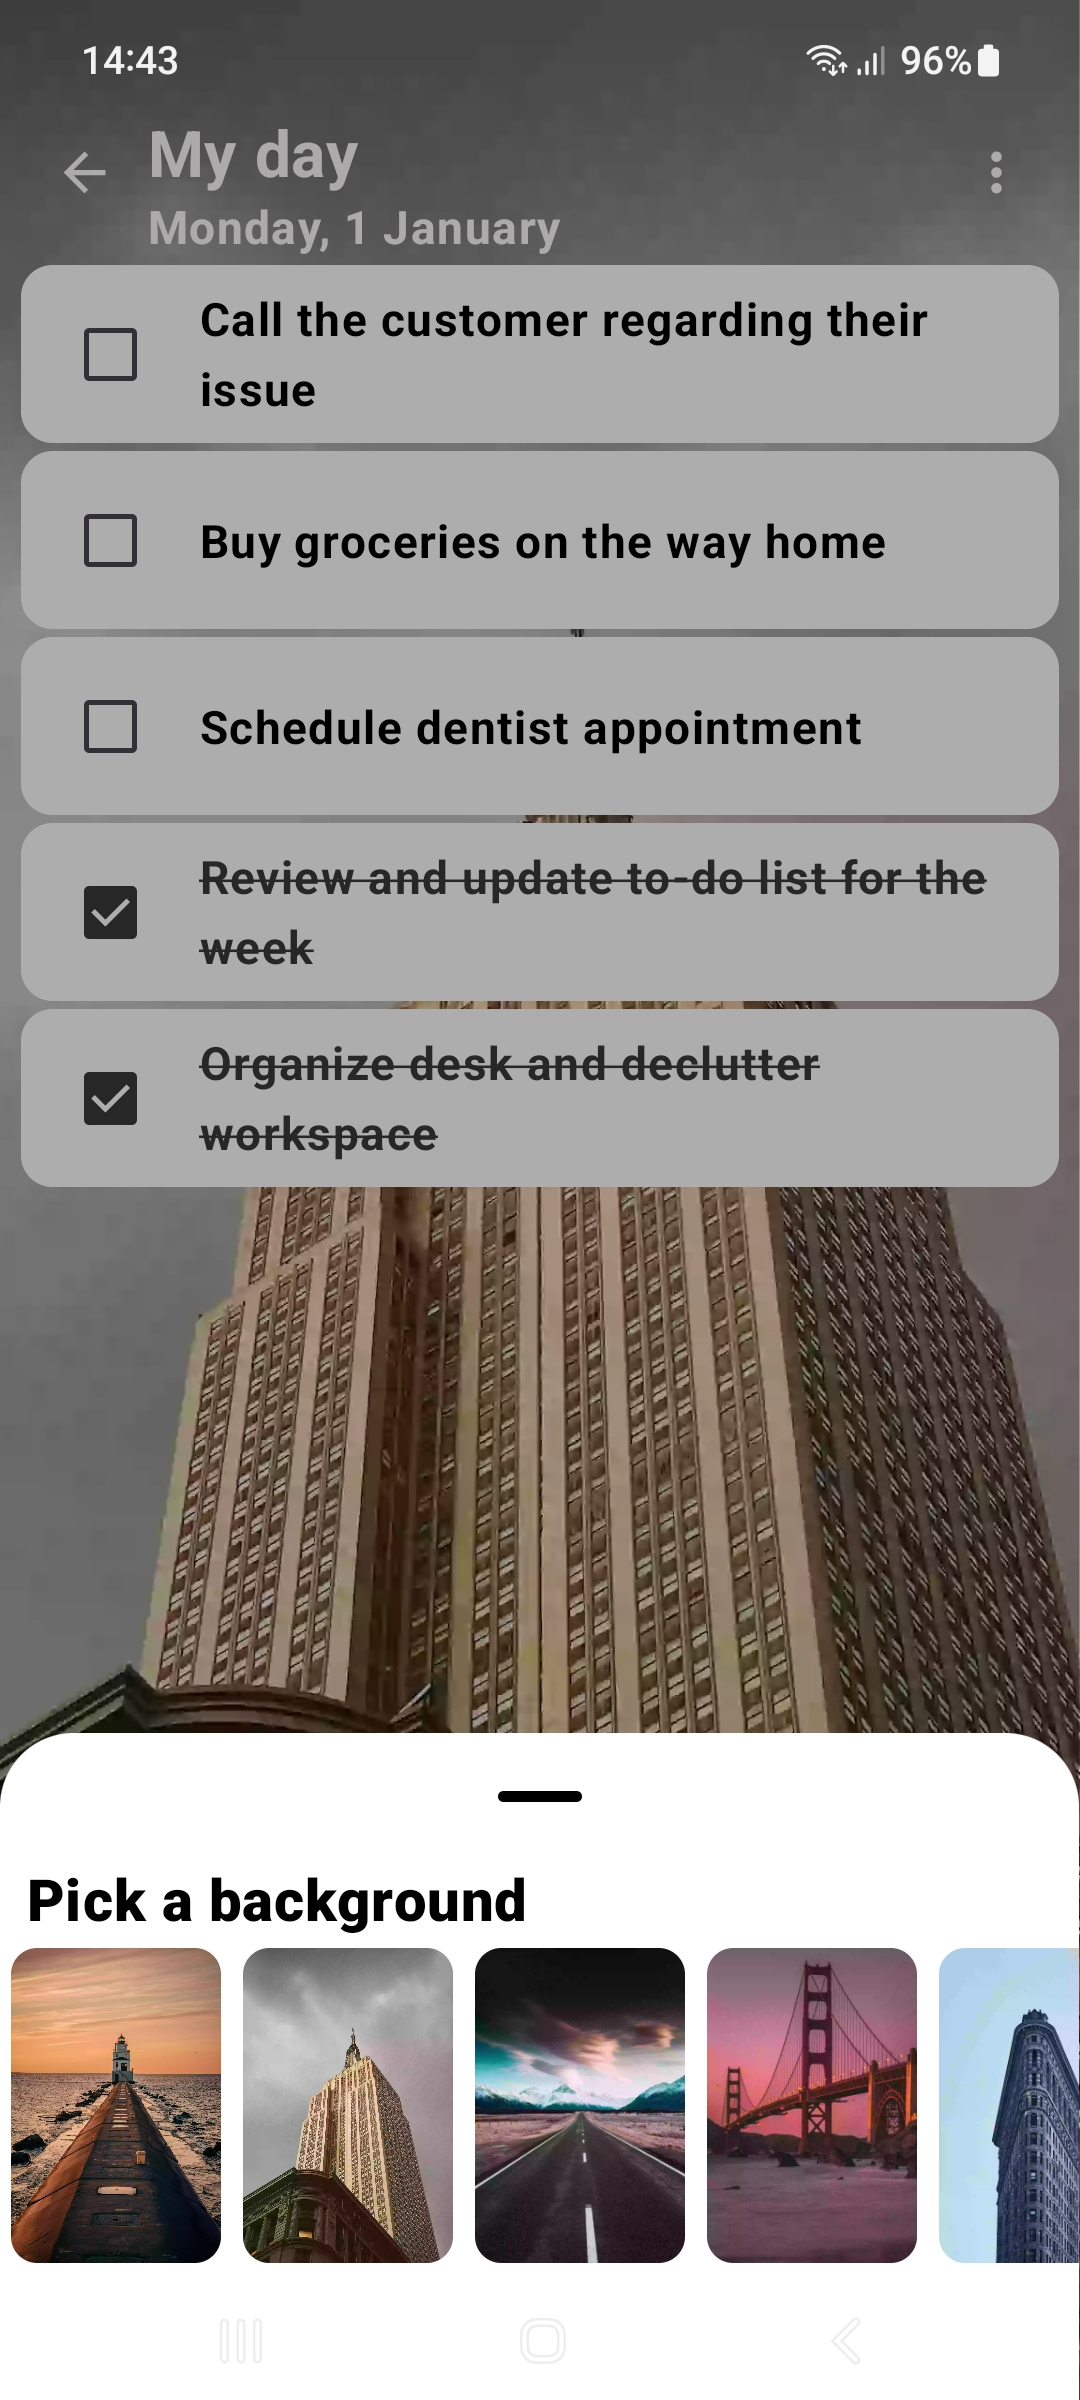 14:43
96%
My day
Monday, 1 January
Call the customer regarding their
issue
Buy groceries on the way home
Schedule dentist appointment
Review and update to-do list for the
week
Organize desk and declutter
workspace
Pick a background